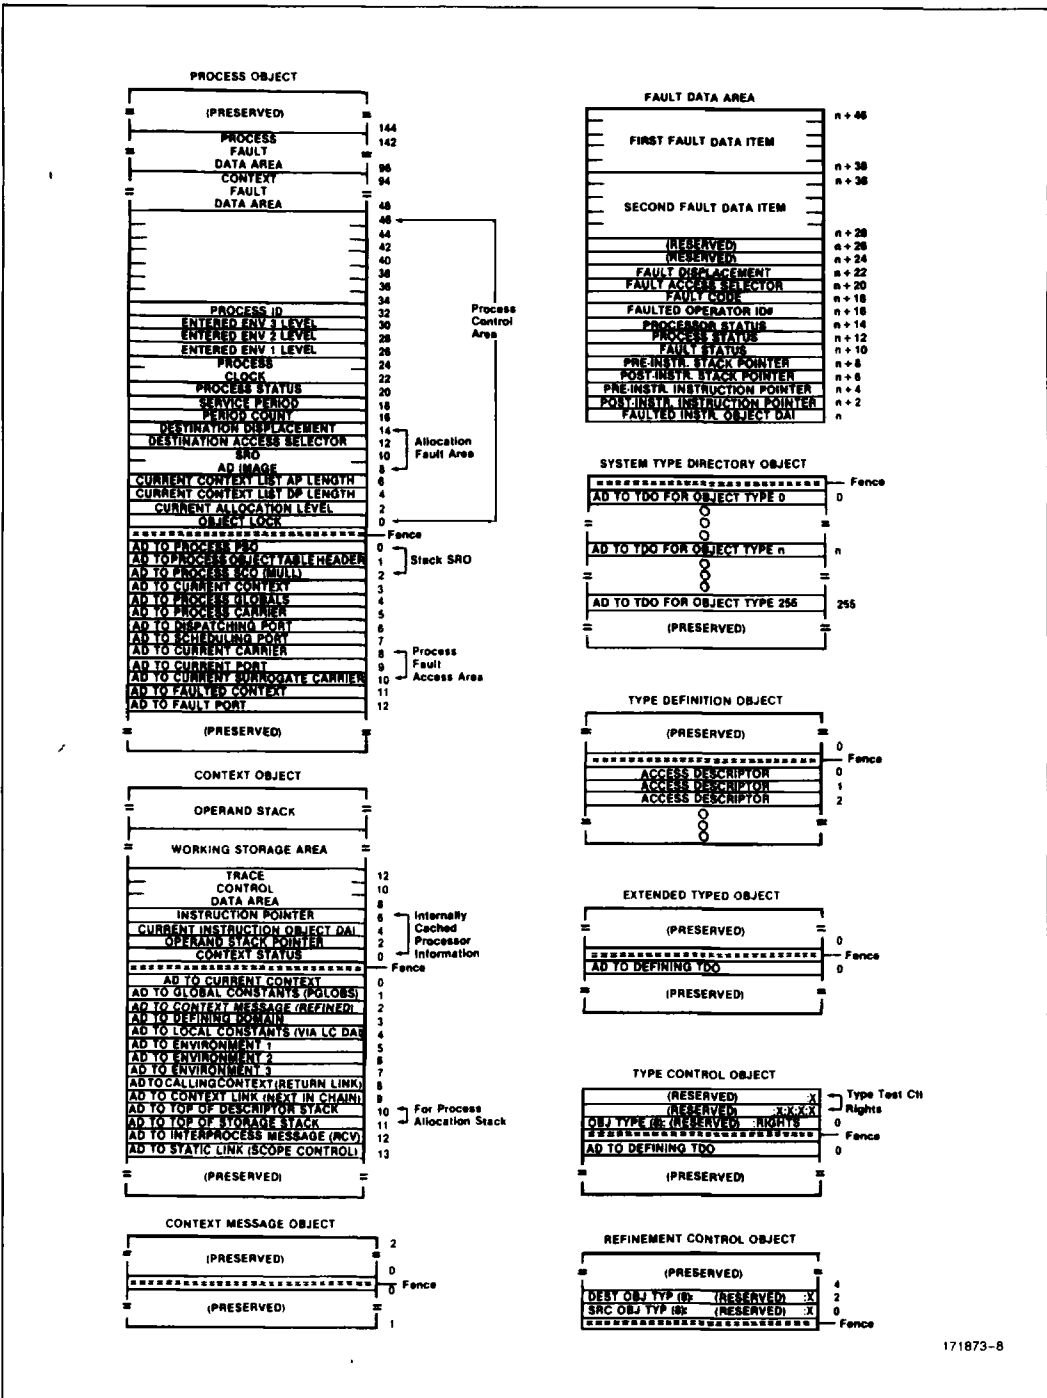 PROCESS OBJECT
(PRESERVED)
144
PROCESS 142
FAULT
DATA AREA 96
CONTEXT 94
FAULT
DATA AREA 48
46
44
42
40
38
36
34
PROCESS ID 32
ENTERED ENV 3 LEVEL 30
ENTERED ENV 2 LEVEL 28
ENTERED ENV 1 LEVEL 26
PROCESS 24
CLOCK 22
PROCESS STATUS 20
SERVICE PERIOD 18
PERIOD COUNT 16
DESTINATION DISPLACEMENT 14
DESTINATION ACCESS SELECTOR 12
SRO 10
AD IMAGE 8
CURRENT CONTEXT LIST AP LENGTH 6
CURRENT CONTEXT LIST DP LENGTH 4
CURRENT ALLOCATION LEVEL 2
OBJECT LOCK 0
Process
Control
Area
Allocation
Fault Area
Fence
AD TO PROCESS PSO 0
AD TO PROCESS OBJECT TABLE HEADER 1
AD TO PROCESS SCO (MULL) 2
AD TO CURRENT CONTEXT 3
AD TO PROCESS GLOBALS 4
AD TO PROCESS CARRIER 5
AD TO DISPATCHING PORT 6
AD TO SCHEDULING PORT 7
AD TO CURRENT CARRIER 8
AD TO CURRENT PORT 9
AD TO CURRENT SURROGATE CARRIER 10
AD TO FAULTED CONTEXT 11
AD TO FAULT PORT 12
Stack SRO
Process
Fault
Access Area
(PRESERVED)
CONTEXT OBJECT
OPERAND STACK
WORKING STORAGE AREA
TRACE 12
CONTROL 10
DATA AREA 8
INSTRUCTION POINTER 6
CURRENT INSTRUCTION OBJECT DAI 4
OPERAND STACK POINTER 2
CONTEXT STATUS 0
Internally
Cached
Processor
Information
Fence
AD TO CURRENT CONTEXT 0
AD TO GLOBAL CONSTANTS (PGLOBS) 1
AD TO CONTEXT MESSAGE (REFINED) 2
AD TO DEFINING DOMAIN 3
AD TO LOCAL CONSTANTS (VIA LC DAI 4
AD TO ENVIRONMENT 1 5
AD TO ENVIRONMENT 2 6
AD TO ENVIRONMENT 3 7
AD TO CALLING CONTEXT (RETURN LINK) 8
AD TO CONTEXT LINK (NEXT IN CHAIN) 9
AD TO TOP OF DESCRIPTOR STACK 10
AD TO TOP OF STORAGE STACK 11
AD TO INTERPROCESS MESSAGE (RCV) 12
AD TO STATIC LINK (SCOPE CONTROL) 13
For Process
Allocation Stack
(PRESERVED)
CONTEXT MESSAGE OBJECT
2
(PRESERVED)
0
Fence
0
(PRESERVED)
1
FAULT DATA AREA
n + 46
FIRST FAULT DATA ITEM
n + 38
n + 36
SECOND FAULT DATA ITEM
n + 28
(RESERVED) n + 26
(RESERVED) n + 24
FAULT DISPLACEMENT n + 22
FAULT ACCESS SELECTOR n + 20
FAULT CODE n + 18
FAULTED OPERATOR ID# n + 16
PROCESSOR STATUS n + 14
PROCESS STATUS n + 12
FAULT STATUS n + 10
PRE-INSTR. STACK POINTER n + 8
POST-INSTR. STACK POINTER n + 6
PRE-INSTR. INSTRUCTION POINTER n + 4
POST-INSTR. INSTRUCTION POINTER n + 2
FAULTED INSTR. OBJECT DAI n
SYSTEM TYPE DIRECTORY OBJECT
Fence
AD TO TDO FOR OBJECT TYPE 0 0
AD TO TDO FOR OBJECT TYPE n n
AD TO TDO FOR OBJECT TYPE 255 255
(PRESERVED)
TYPE DEFINITION OBJECT
(PRESERVED)
0
Fence
ACCESS DESCRIPTOR 0
ACCESS DESCRIPTOR 1
ACCESS DESCRIPTOR 2
EXTENDED TYPED OBJECT
(PRESERVED)
0
Fence
AD TO DEFINING TDO 0
TYPE CONTROL OBJECT
(RESERVED) :X
(RESERVED) :X:X:X:X
OBJ TYPE (8): (RESERVED) :RIGHTS 0
Type Test Ctl
Rights
Fence
AD TO DEFINING TDO 0
(PRESERVED)
REFINEMENT CONTROL OBJECT
(PRESERVED)
4
DEST OBJ TYP (8): (RESERVED) :X 2
SRC OBJ TYP (8): (RESERVED) :X 0
Fence
171873-8